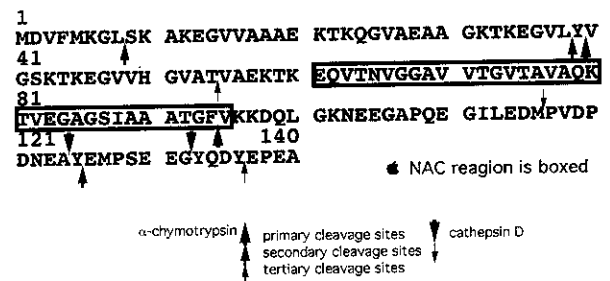 1
MDVFMKGLSK AKEGVVAAAE KTKQGVAEAA GKTKEGVLYV
41
GSKTKEGVVH GVATVAEKTK EQVTNVGGAV VTGVTAVAQK
81
TVEGAGSIAA ATGFVKKDQL GKNEEGAPQE GILEDMPVDP
121 140
DNEAYEMPSE EGYQDYEPEA
NAC reagion is boxed
α-chymotrypsin primary cleavage sites cathepsin D
secondary cleavage sites
tertiary cleavage sites